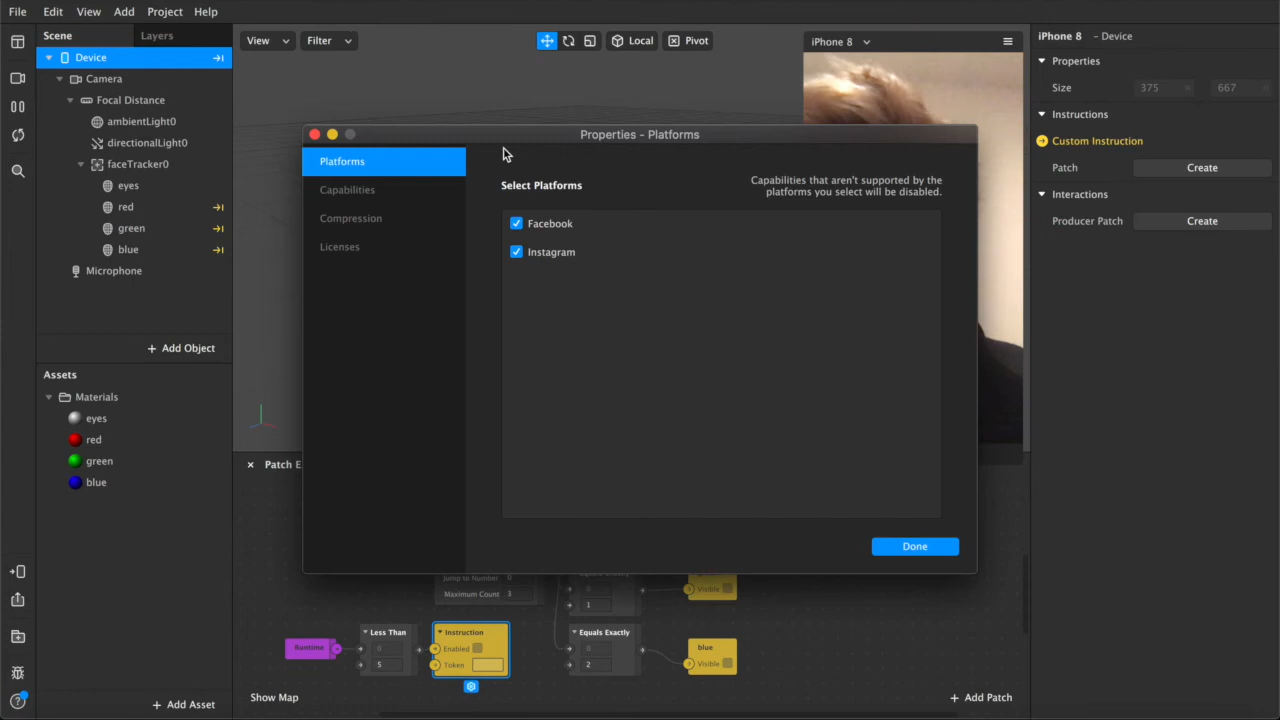 File Edit View Add Project Help
Scene Layers
Device
Camera
Focal Distance
ambientLight0
directionalLight0
faceTracker0
eyes
red
green
blue
Microphone
+ Add Object
Assets
Materials
eyes
red
green
blue
+ Add Asset
View Filter Local Pivot
iPhone 8
Properties - Platforms
Platforms
Capabilities
Compression
Licenses
Select Platforms
Capabilities that aren't supported by the
platforms you select will be disabled.
Facebook
Instagram
Done
Patch E
Jump to Number 0
Maximum Count 3
Runtime
Less Than
0
5
Instruction
Enabled
Token
0
1
Equals Exactly
0
2
Visible
blue
Visible
Show Map
+ Add Patch
iPhone 8 - Device
Properties
Size 375 667
Instructions
Custom Instruction
Patch Create
Interactions
Producer Patch Create